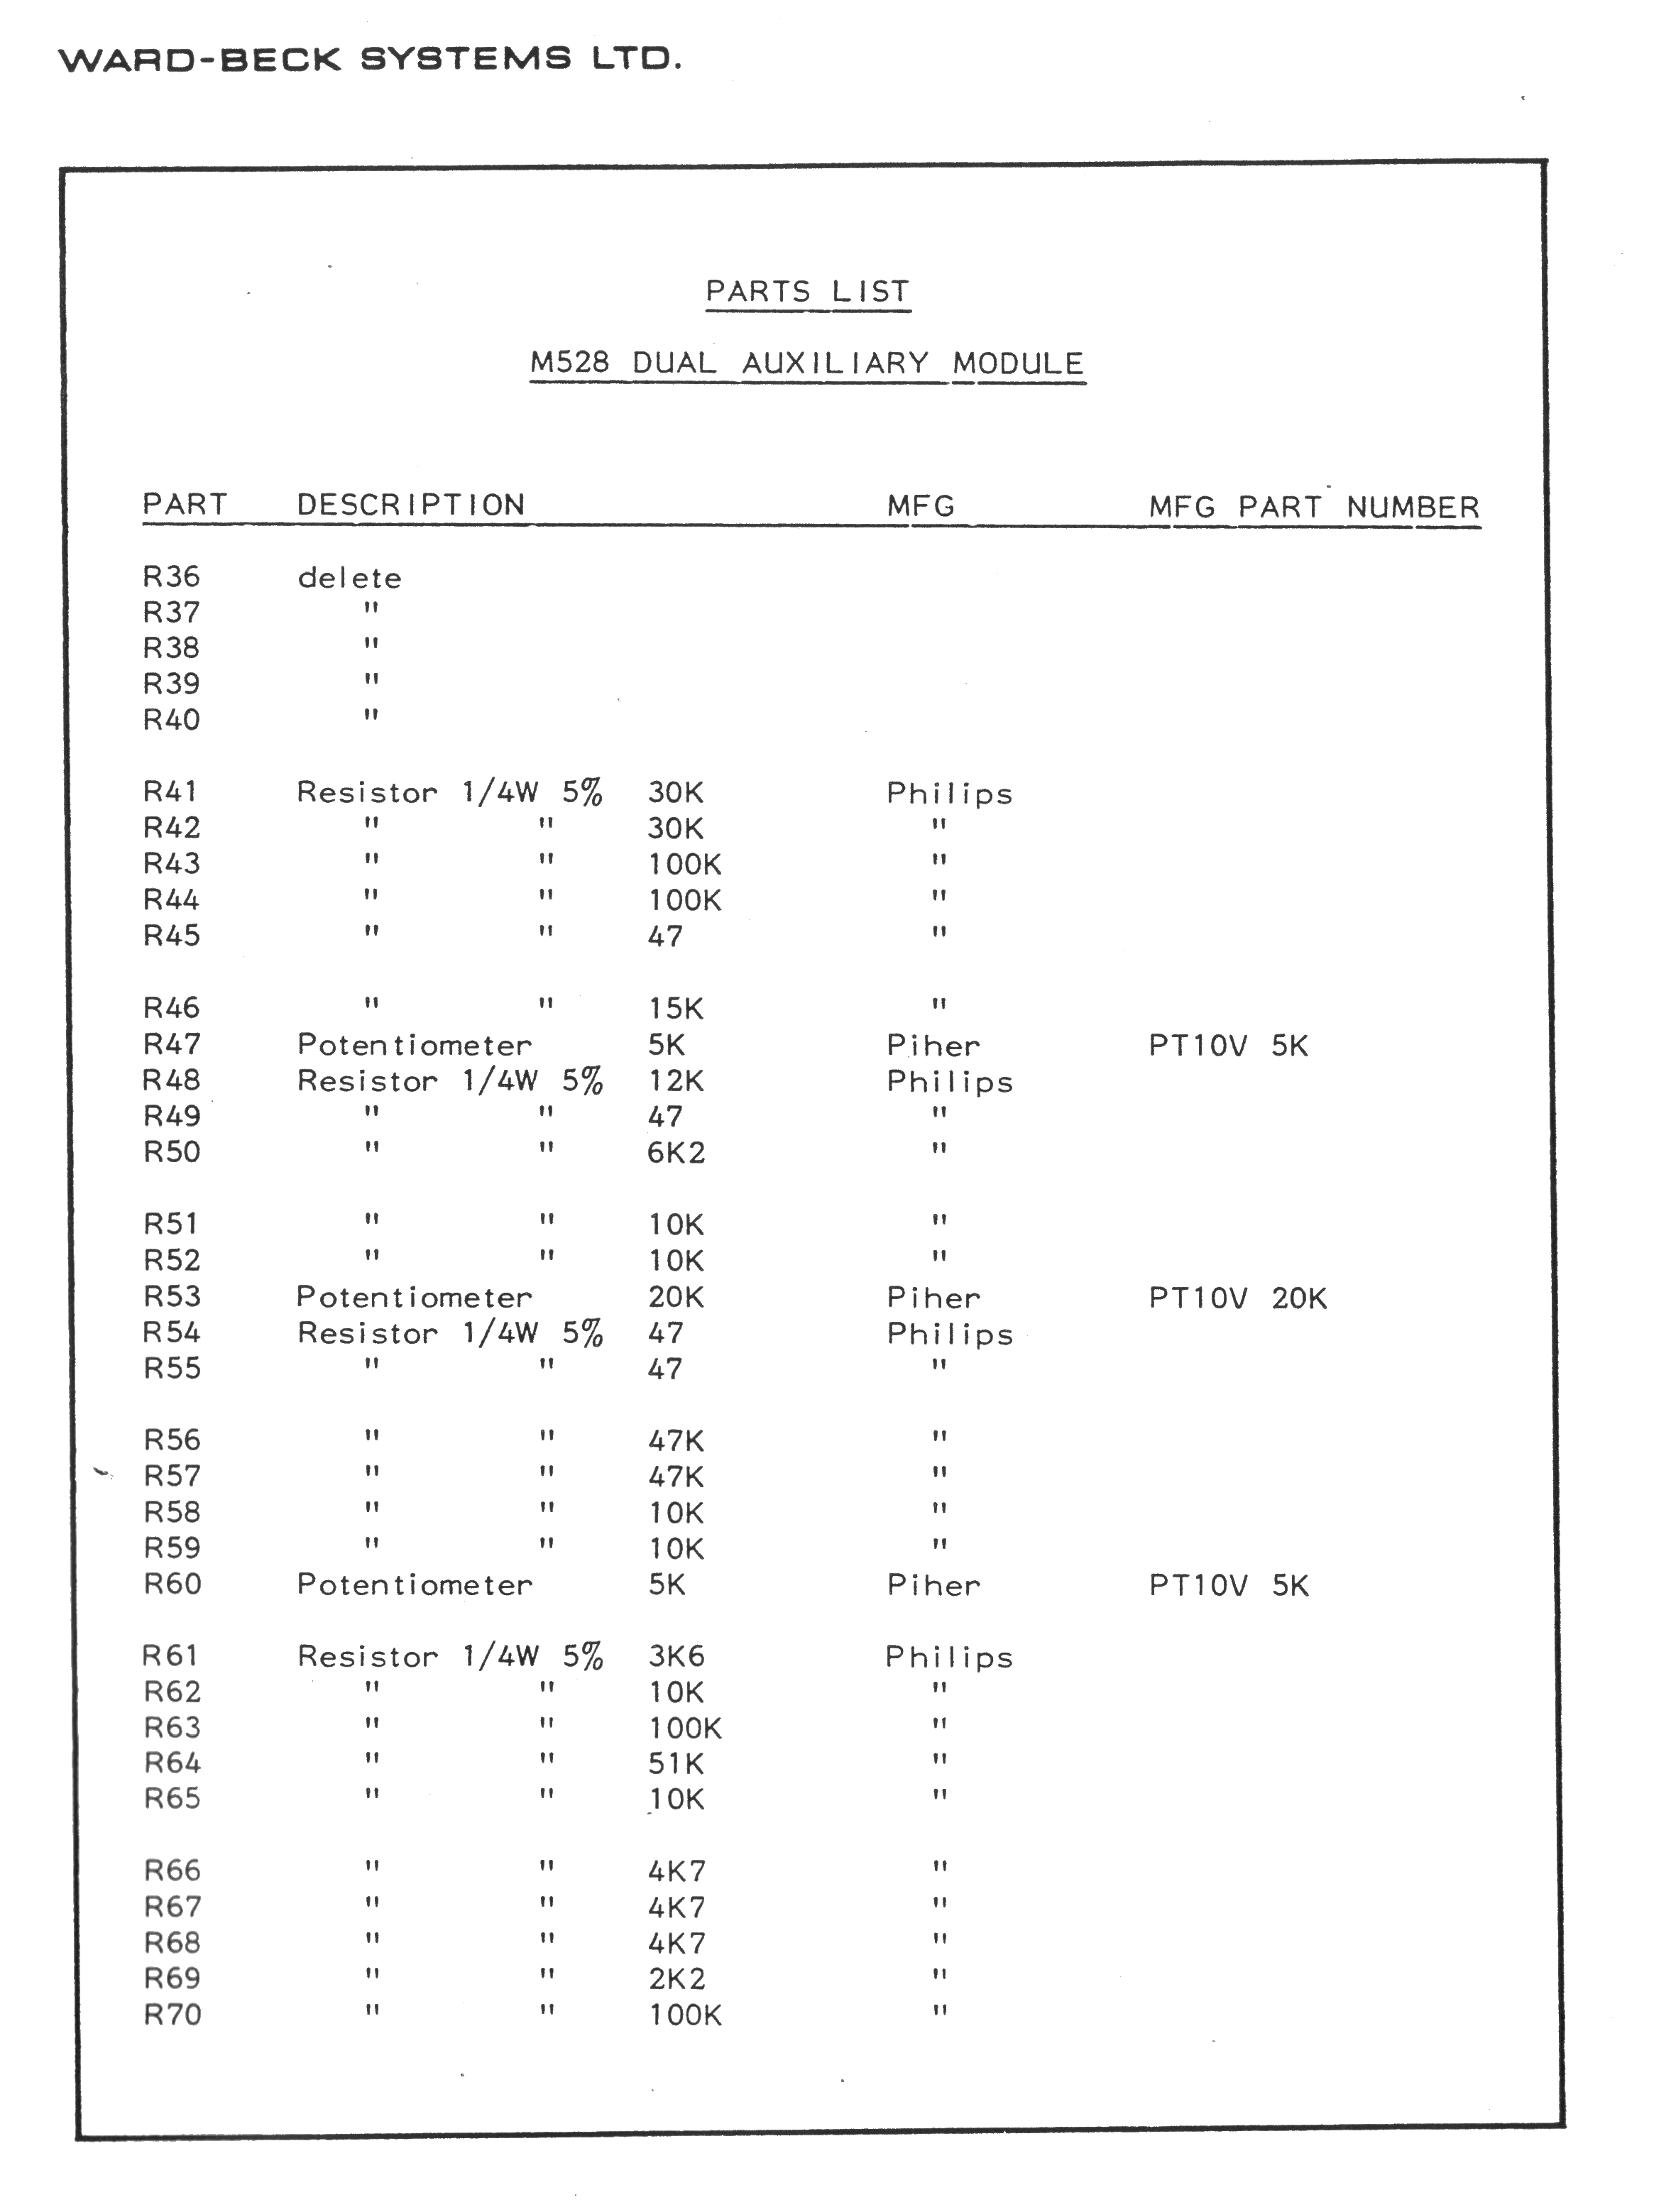 WARD-BECK SYSTEMS LTD.
PARTS LIST
M528 DUAL AUXILIARY MODULE
PART DESCRIPTION MFG MFG PART NUMBER
R36 delete
R37 "
R38 "
R39 "
R40 "
R41 Resistor 1/4W 5% 30K Philips
R42 " " 30K "
R43 " " 100K "
R44 " " 100K "
R45 " " 47 "
R46 " " 15K "
R47 Potentiometer 5K Piher PT10V 5K
R48 Resistor 1/4W 5% 12K Philips
R49 " " 47 "
R50 " " 6K2 "
R51 " " 10K "
R52 " " 10K "
R53 Potentiometer 20K Piher PT10V 20K
R54 Resistor 1/4W 5% 47 Philips
R55 " " 47 "
R56 " " 47K "
R57 " " 47K "
R58 " " 10K "
R59 " " 10K "
R60 Potentiometer 5K Piher PT10V 5K
R61 Resistor 1/4W 5% 3K6 Philips
R62 " " 10K "
R63 " " 100K "
R64 " " 51K "
R65 " " 10K "
R66 " " 4K7 "
R67 " " 4K7 "
R68 " " 4K7 "
R69 " " 2K2 "
R70 " " 100K "